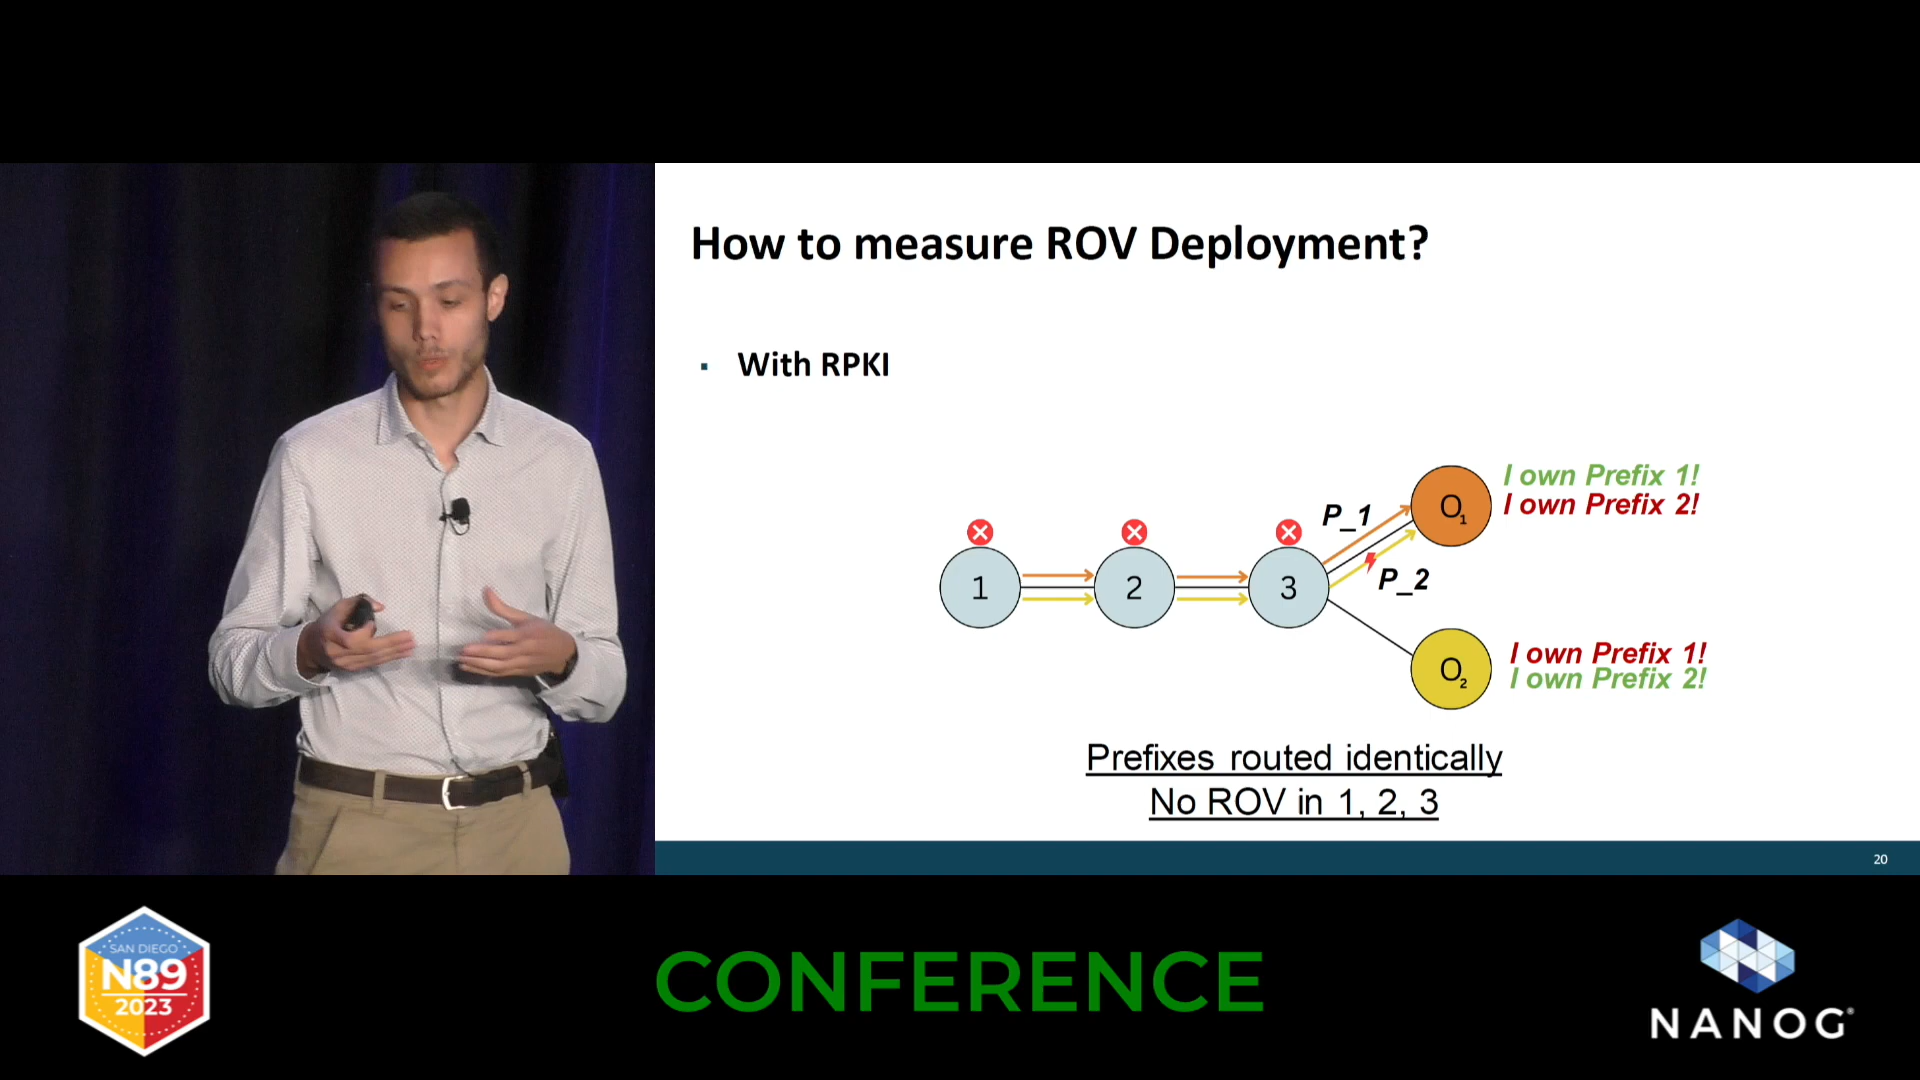 How to measure ROV Deployment?
With RPKI
I own Prefix 1!
I own Prefix 2!
P_1
O1
1
2
3
P_2
O2
I own Prefix 1!
I own Prefix 2!
Prefixes routed identically
No ROV in 1, 2, 3
20
SAN DIEGO
N89
2023
CONFERENCE
NANOG®